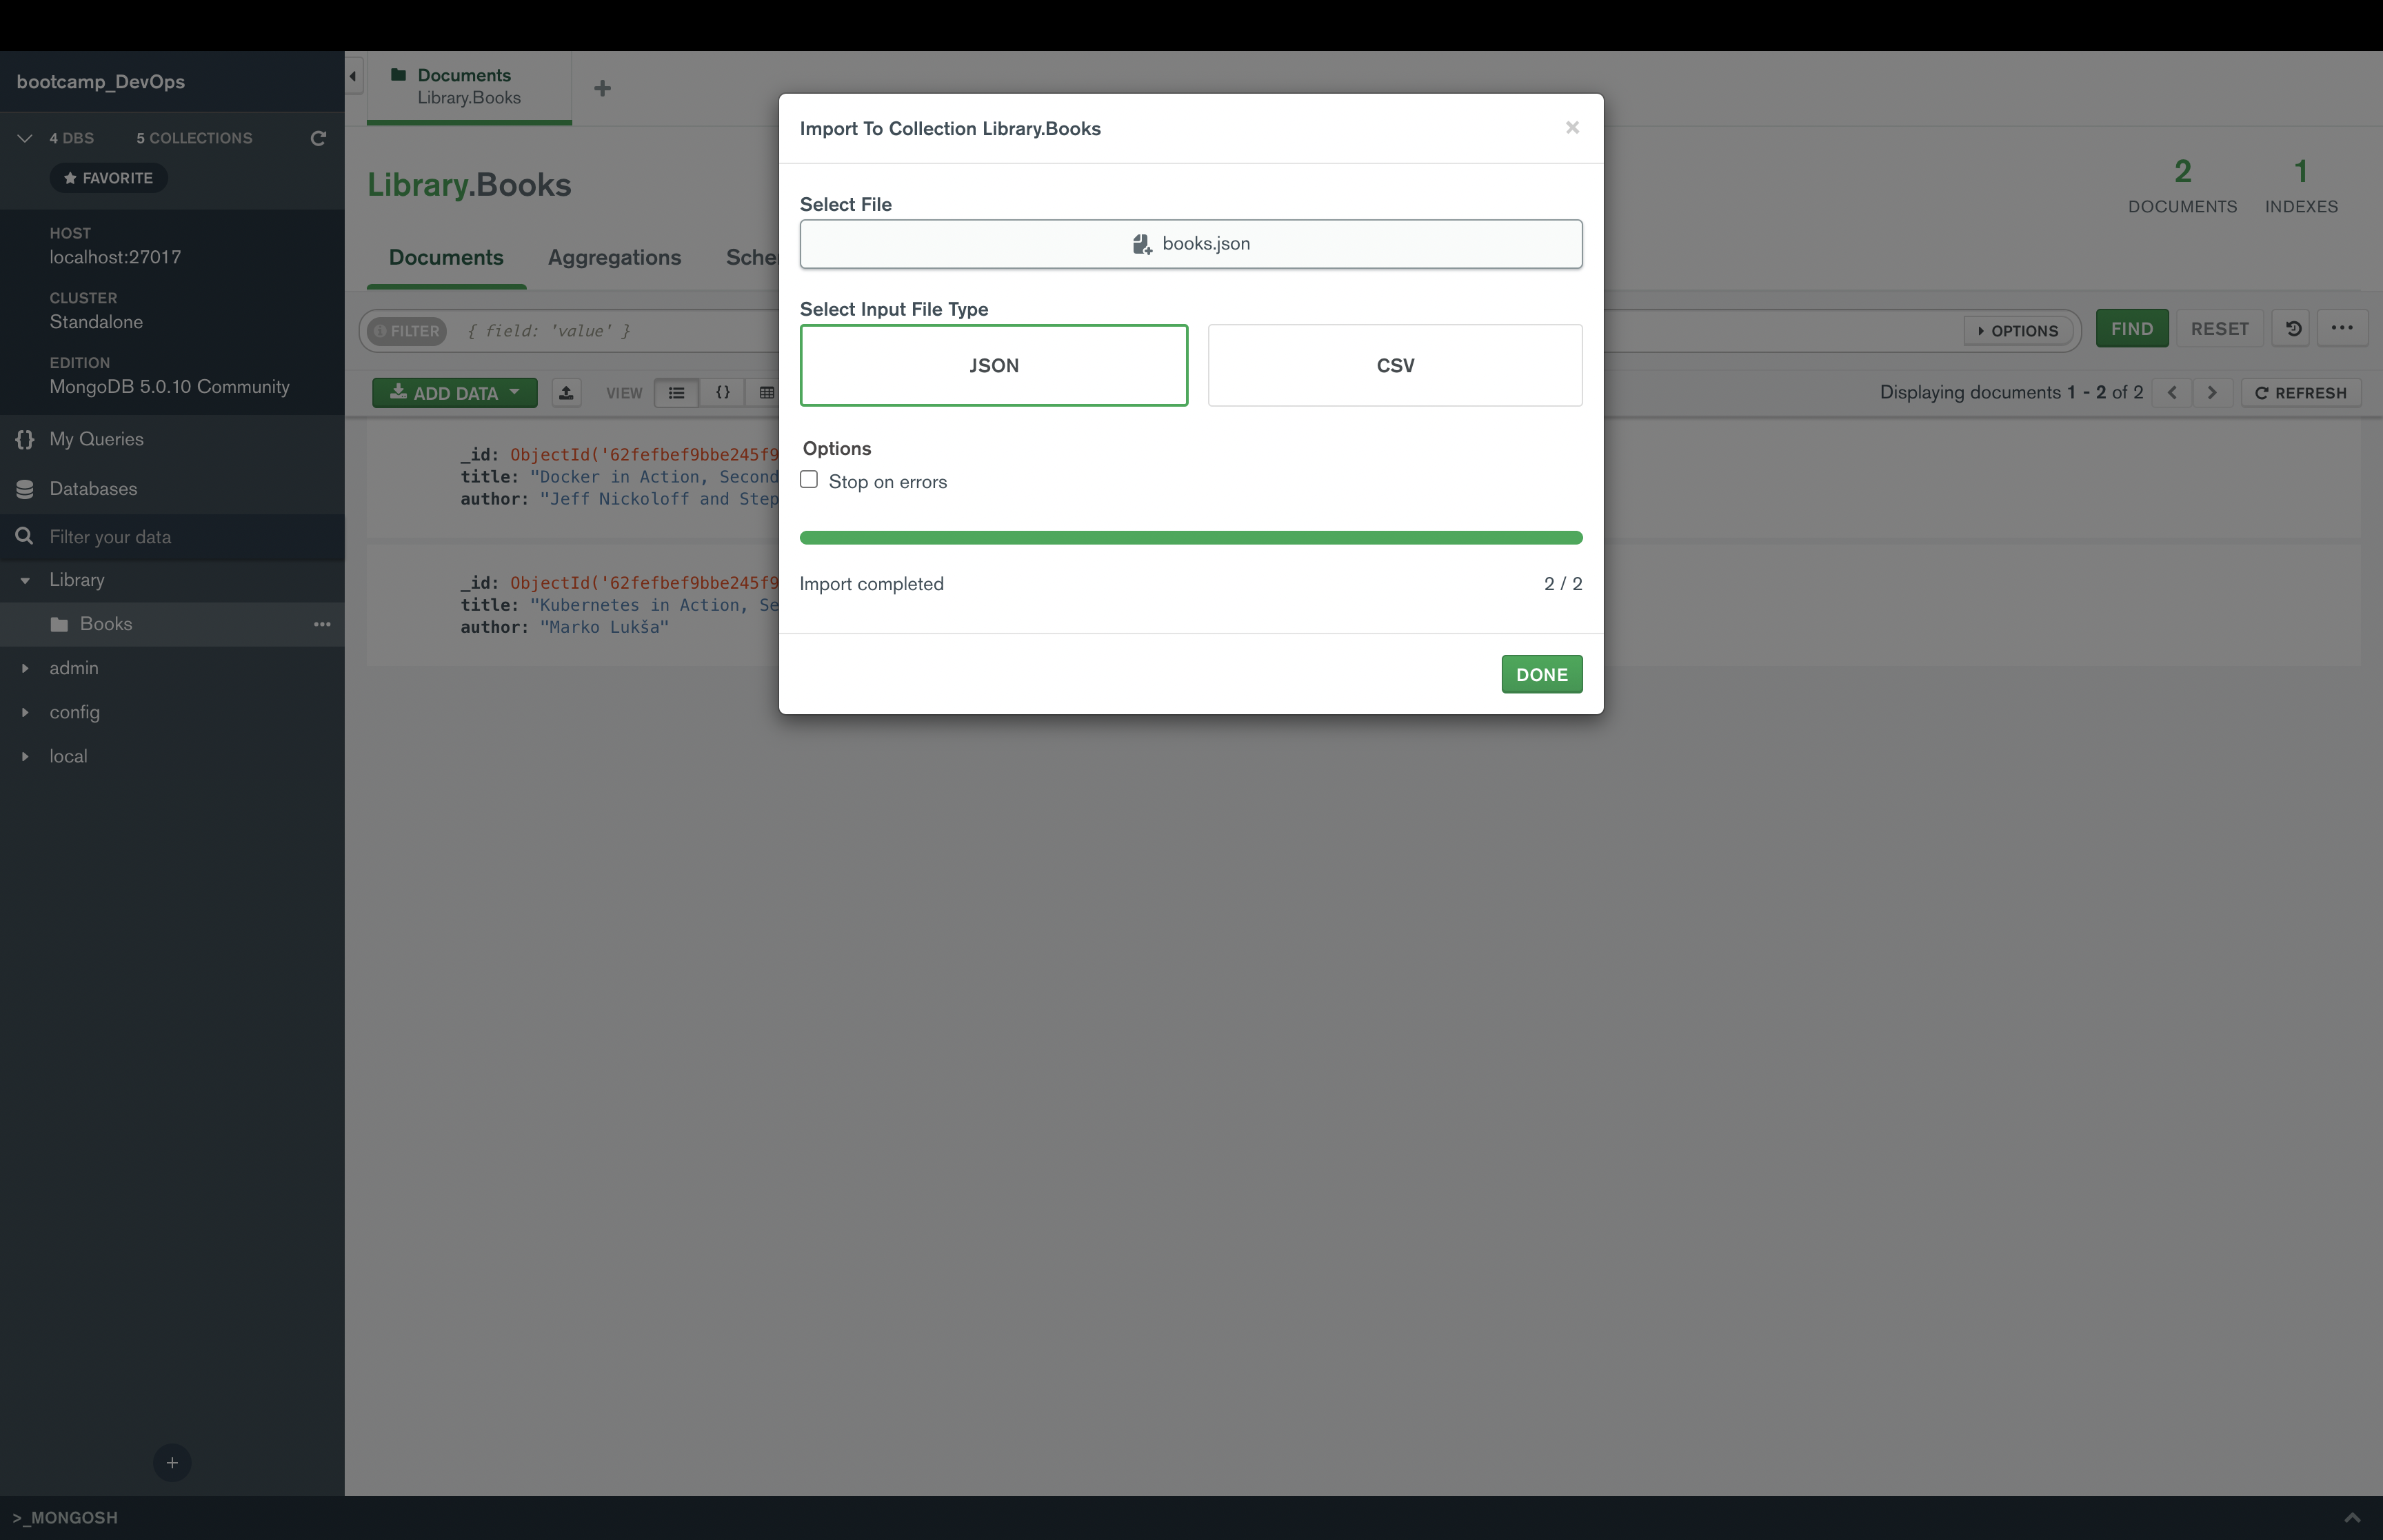 bootcamp_DevOps
4 DBS 5 COLLECTIONS
FAVORITE
HOST
localhost:27017
CLUSTER
Standalone
EDITION
MongoDB 5.0.10 Community
{} My Queries
Databases
Filter your data
Library
Books
admin
config
local
+
>_MONGOSH
Documents
Library.Books
+
Library.Books
2
DOCUMENTS
1
INDEXES
Documents Aggregations
FILTER { field: 'value' }
OPTIONS FIND RESET
ADD DATA VIEW {}
Displaying documents 1 - 2 of 2 REFRESH
_id: ObjectId('62fefbef9bbe245f9
title: "Docker in Action, Second
author: "Jeff Nickoloff and Step
_id: ObjectId('62fefbef9bbe245f9
title: "Kubernetes in Action, Se
author: "Marko Lukša"
Import To Collection Library.Books
Select File
books.json
Select Input File Type
JSON CSV
Options
Stop on errors
Import completed 2 / 2
DONE